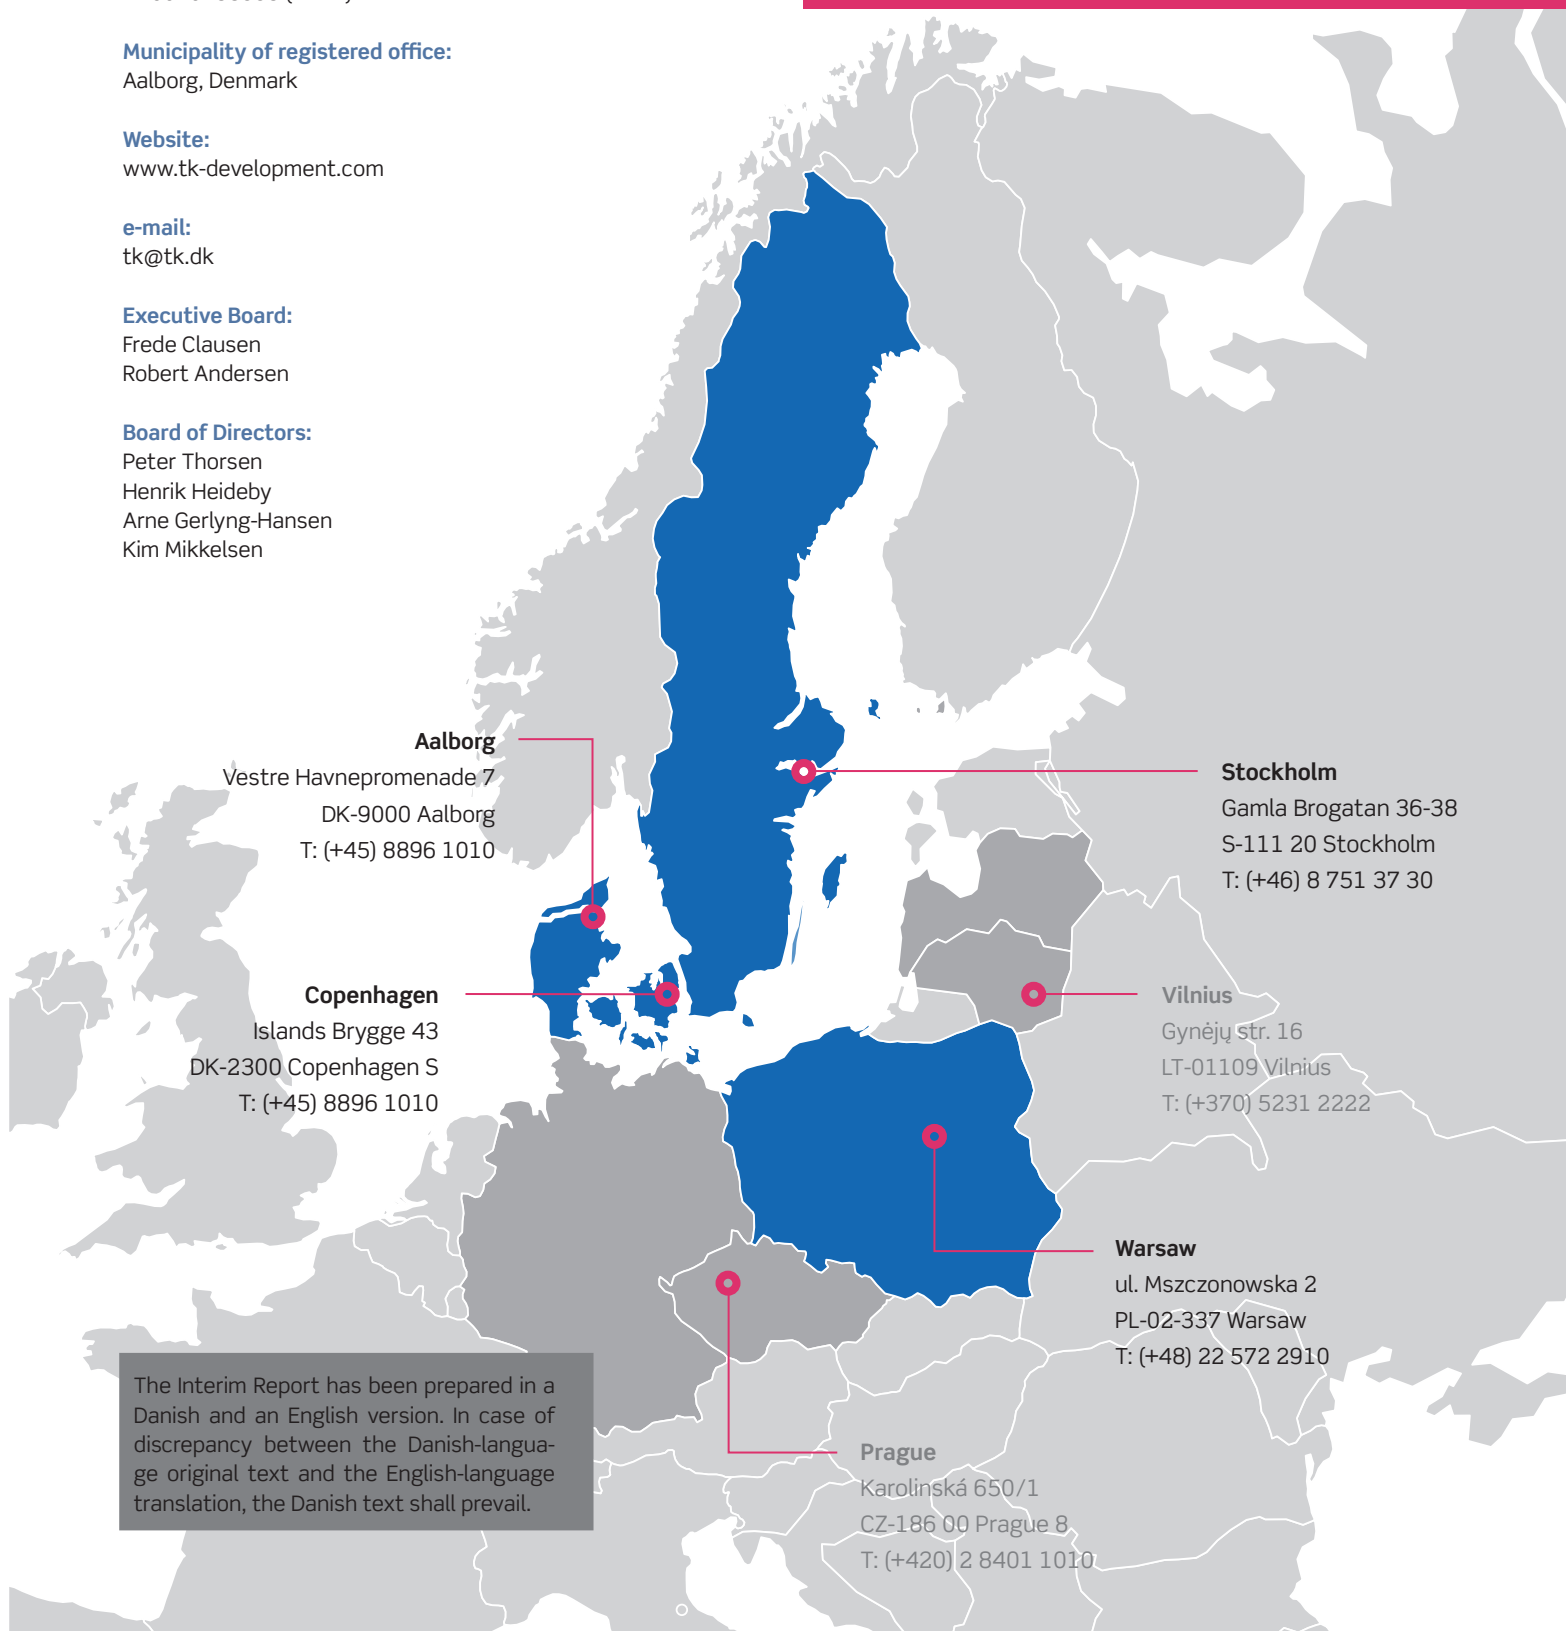 Municipality of registered office:
Aalborg, Denmark
Website:
www.tk-development.com
e-mail:
tk@tk.dk
Executive Board:
Frede Clausen
Robert Andersen
Board of Directors:
Peter Thorsen
Henrik Heideby
Arne Gerlyng-Hansen
Kim Mikkelsen
Aalborg
Vestre Havnepromenade 7
DK-9000 Aalborg
T: (+45) 8896 1010
Stockholm
Gamla Brogatan 36-38
S-111 20 Stockholm
T: (+46) 8 751 37 30
Copenhagen
Islands Brygge 43
DK-2300 Copenhagen S
T: (+45) 8896 1010
Vilnius
Gynėjų str. 16
LT-01109 Vilnius
T: (+370) 5231 2222
Warsaw
ul. Mszczonowska 2
PL-02-337 Warsaw
T: (+48) 22 572 2910
Prague
Karolinská 650/1
CZ-186 00 Prague 8
T: (+420) 2 8401 1010
The Interim Report has been prepared in a
Danish and an English version. In case of
discrepancy between the Danish-langua-
ge original text and the English-language
translation, the Danish text shall prevail.